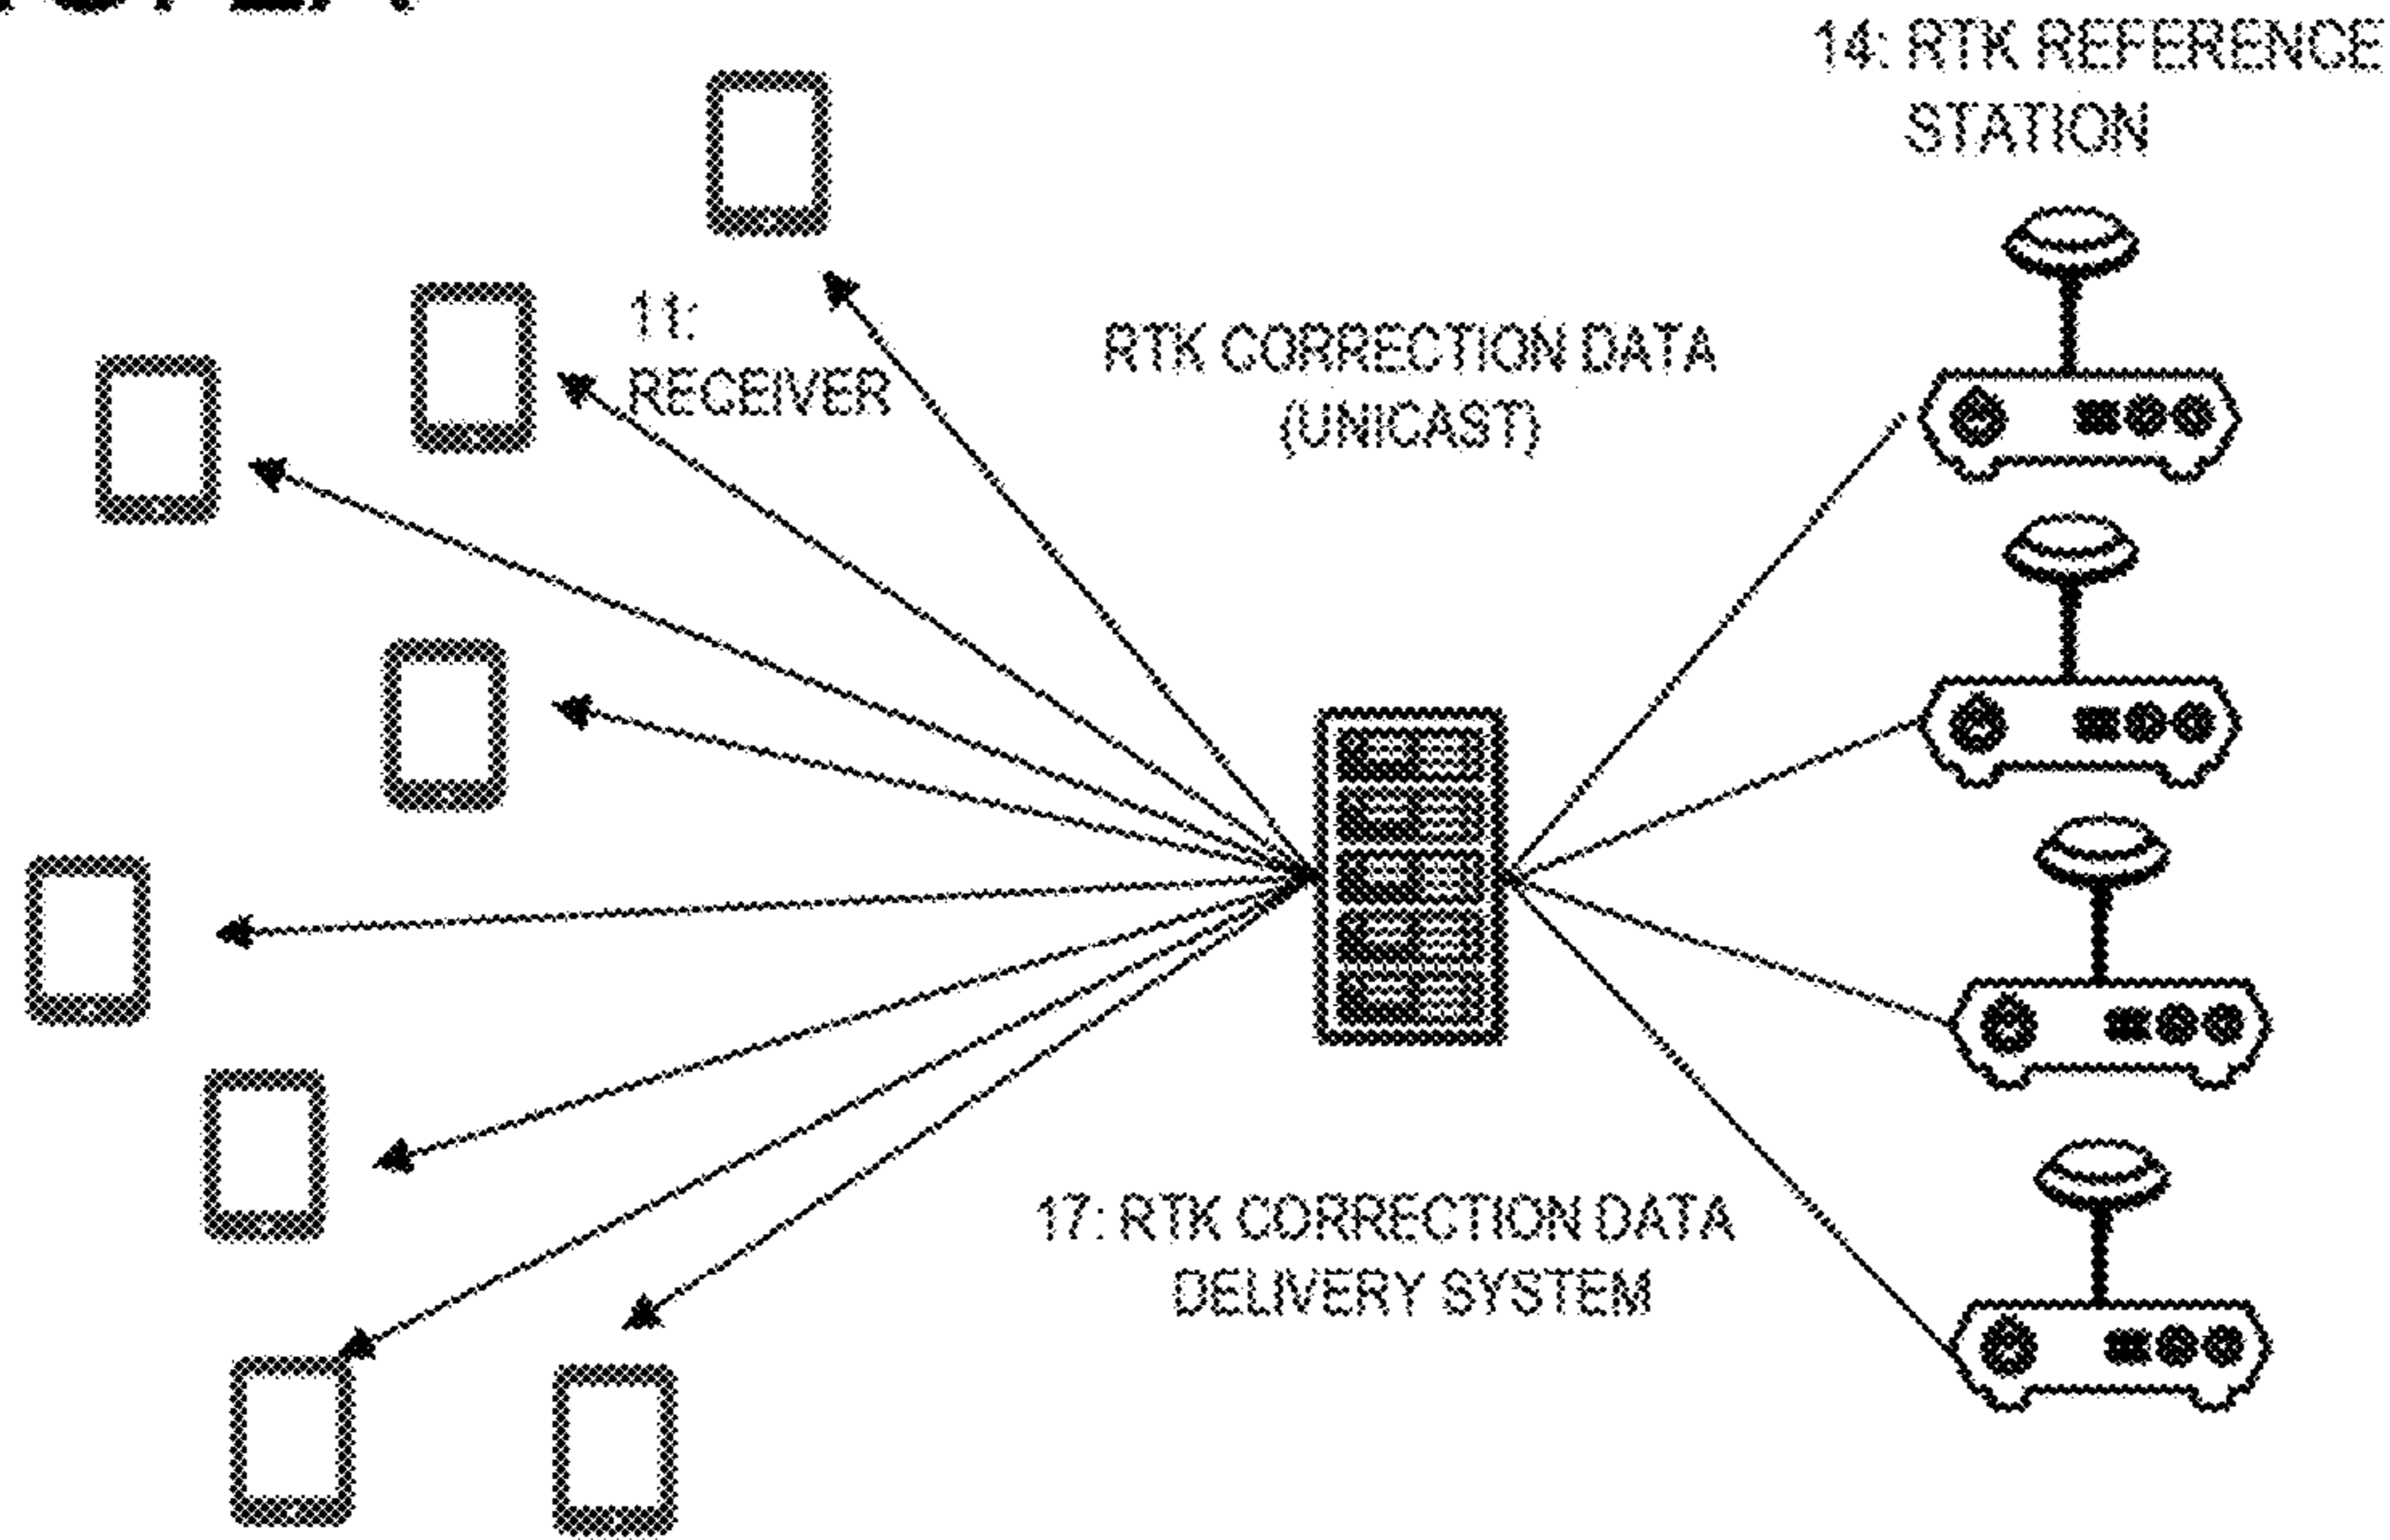 14: RTK REFERENCE
STATION
11:
RECEIVER
RTK CORRECTION DATA
(UNICAST)
17: RTK CORRECTION DATA
DELIVERY SYSTEM